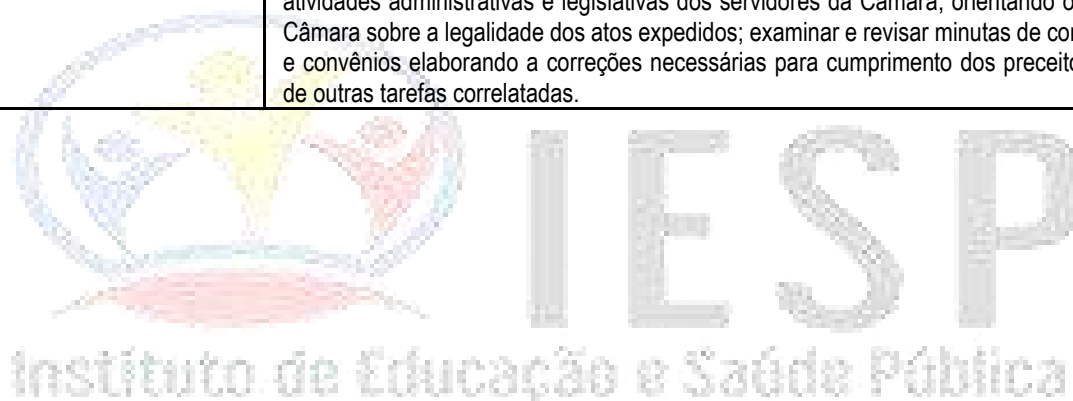 atividades administrativas e legislativas dos servidores da Câmara, orientando o
Câmara sobre a legalidade dos atos expedidos; examinar e revisar minutas de con
e convênios elaborando a correções necessárias para cumprimento dos preceito
de outras tarefas correlatadas.
IESP
Instituto de Educação e Saúde Pública